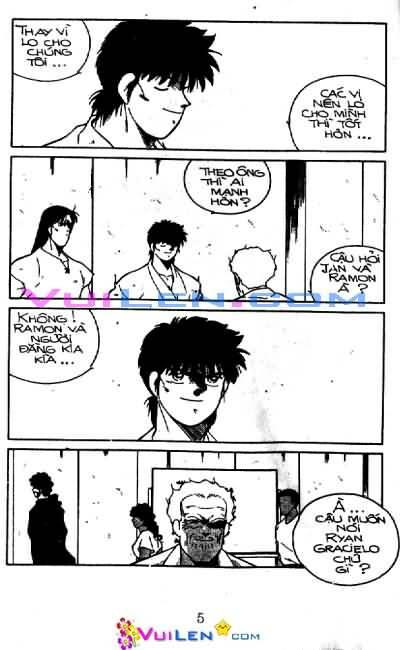 THAY VÌ
LO CHO
CHÚNG
TÔI ...
CÁC VỊ
NÊN LO
CHO MÌNH
THÌ TỐT
HƠN ...
THEO ÔNG
THÌ AI
MẠNH
HƠN ?
CẬU HỎI
JAN VÀ
RAMON
À ?
VUILEN.COM
KHÔNG !
RAMON VÀ
NGƯỜI
ĐẰNG KIA
KÌA ...
À ...
CẬU MUỐN
NÓI
RYAN
GRACIELO
CHỨ
GÌ ?
5
VUILEN.COM